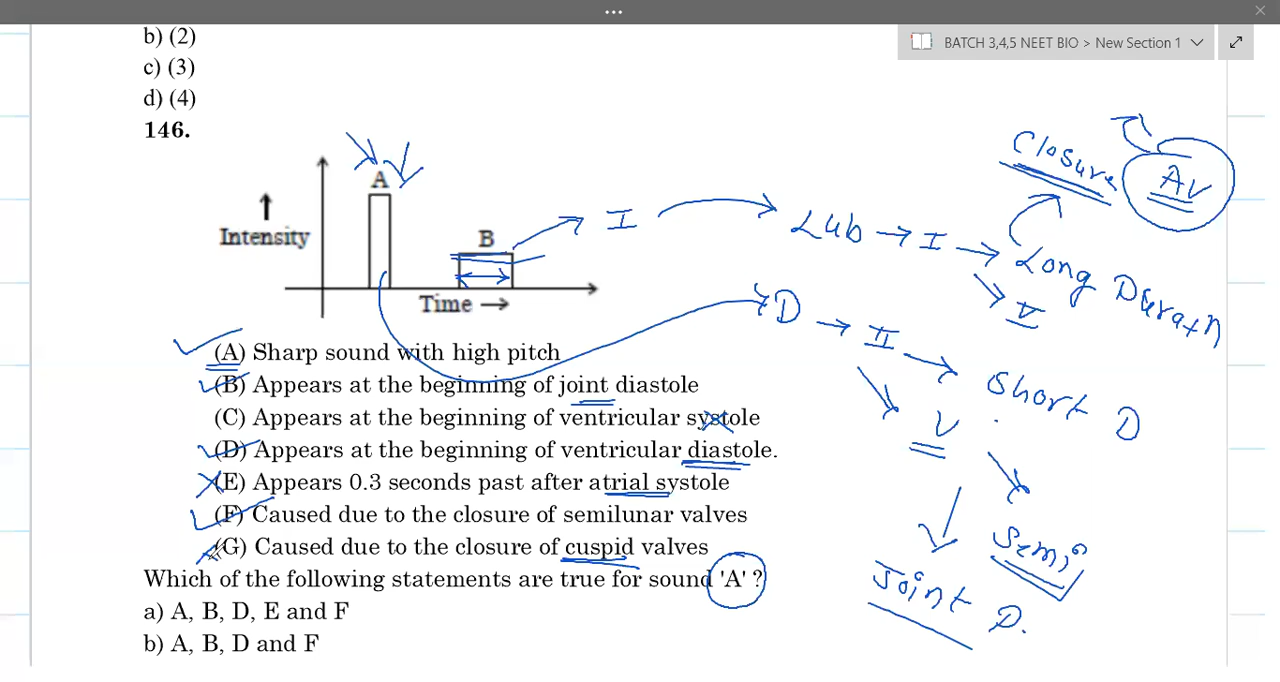 ...
BATCH 3,4,5 NEET BIO > New Section 1
b) (2)
c) (3)
d) (4)
146.
A
↑
Intensity
B
Time →
I
Lub → I → Long Duratn
Closure
AV
V
D → II → Short D
V
Semi
Joint D.
(A) Sharp sound with high pitch
(B) Appears at the beginning of joint diastole
(C) Appears at the beginning of ventricular systole
(D) Appears at the beginning of ventricular diastole.
(E) Appears 0.3 seconds past after atrial systole
(F) Caused due to the closure of semilunar valves
(G) Caused due to the closure of cuspid valves
Which of the following statements are true for sound 'A' ?
a) A, B, D, E and F
b) A, B, D and F